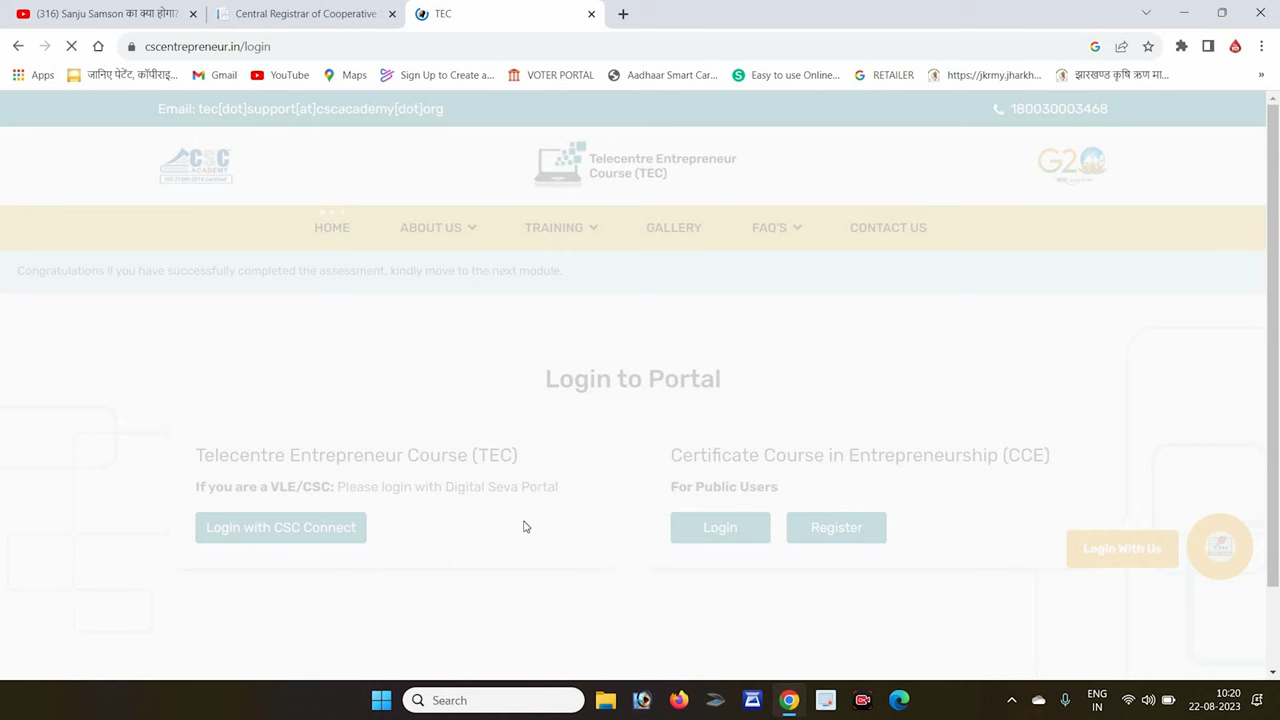 (316) Sanju Samson का क्या होगा?
Central Registrar of Cooperative
TEC
cscentrepreneur.in/login
Apps
जानिए पेटेंट, कॉपीराइ...
Gmail
YouTube
Maps
Sign Up to Create a...
VOTER PORTAL
Aadhaar Smart Car...
Easy to use Online...
RETAILER
https://jkrmy.jharkh...
झारखण्ड कृषि ऋण मा...
»
Email: tec[dot]support[at]cscacademy[dot]org
180030003468
CSC
ACADEMY
Telecentre Entrepreneur
Course (TEC)
G20
HOME
ABOUT US
TRAINING
GALLERY
FAQ'S
CONTACT US
Congratulations !! you have successfully completed the assessment, kindly move to the next module.
Login to Portal
Telecentre Entrepreneur Course (TEC)
If you are a VLE/CSC: Please login with Digital Seva Portal
Login with CSC Connect
Certificate Course in Entrepreneurship (CCE)
For Public Users
Login
Register
Login With Us
Search
ENG
IN
10:20
22-08-2023